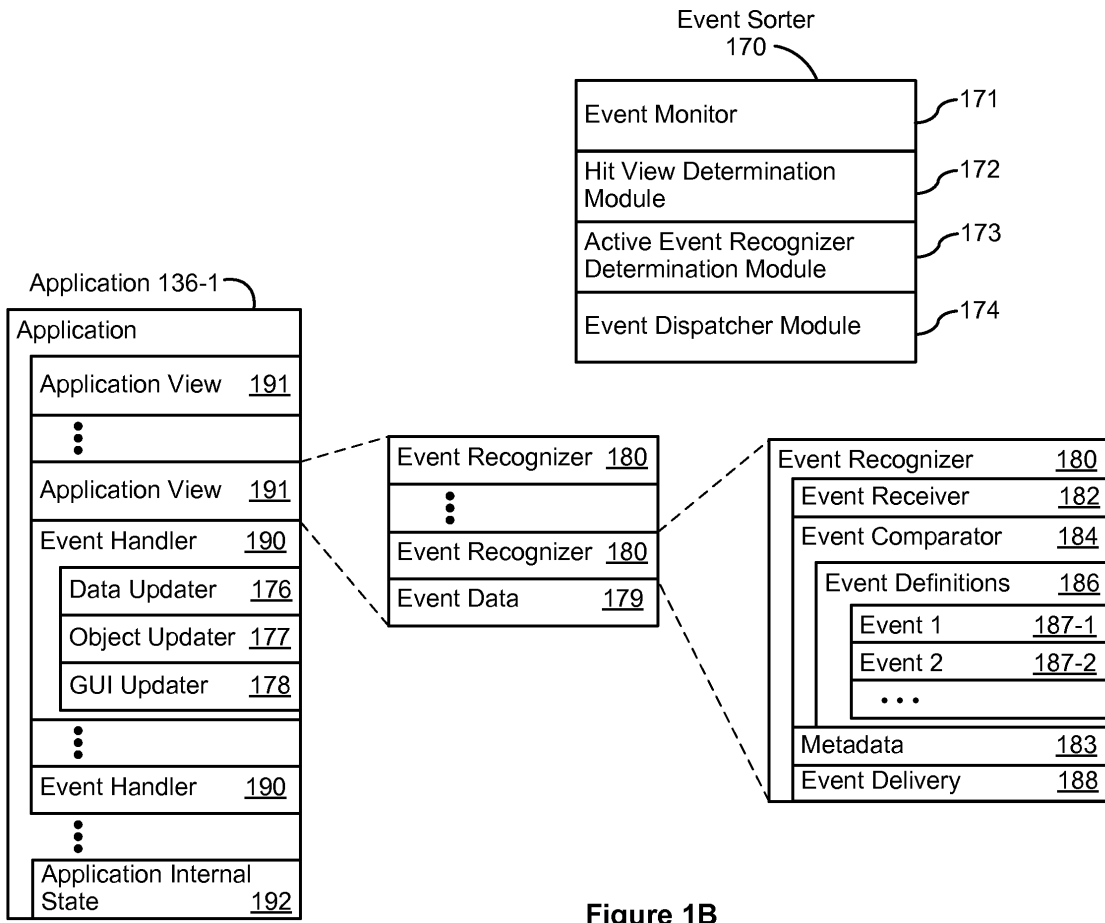 Event Sorter
170
Event Monitor
171
Hit View Determination
Module
172
Active Event Recognizer
Determination Module
173
Event Dispatcher Module
174
Application 136-1
Application
Application View 191
Application View 191
Event Handler 190
Data Updater 176
Object Updater 177
GUI Updater 178
Event Handler 190
Application Internal
State 192
Event Recognizer 180
Event Recognizer 180
Event Data 179
Event Recognizer 180
Event Receiver 182
Event Comparator 184
Event Definitions 186
Event 1 187-1
Event 2 187-2
• • •
Metadata 183
Event Delivery 188
Figure 1B